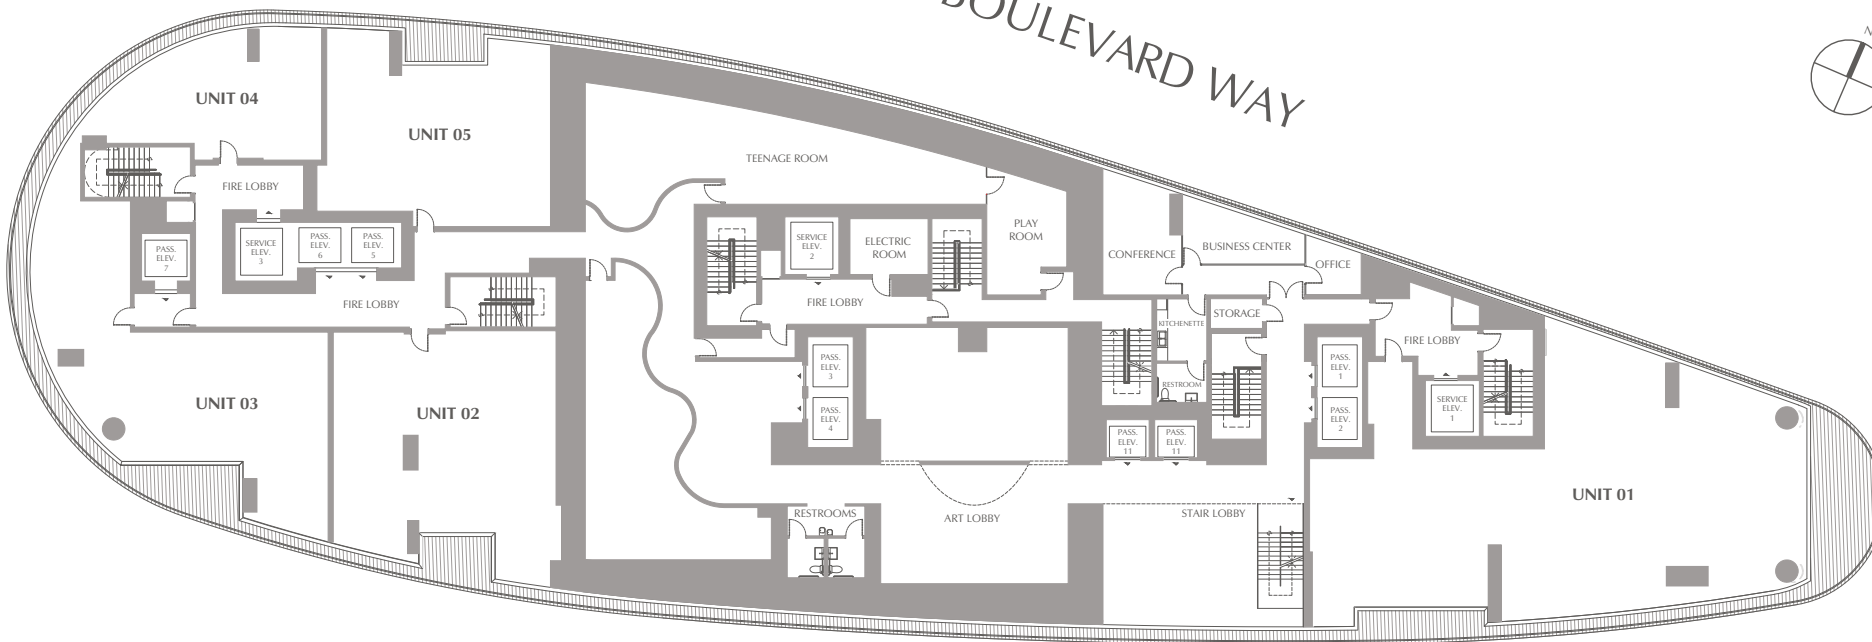 BOULEVARD WAY
N
UNIT 04
UNIT 05
TEENAGE ROOM
FIRE LOBBY
PLAY
ROOM
SERVICE
ELEV.
3
PASS.
ELEV.
6
PASS.
ELEV.
5
PASS.
ELEV.
7
SERVICE
ELEV.
2
ELECTRIC
ROOM
CONFERENCE
BUSINESS CENTER
OFFICE
FIRE LOBBY
FIRE LOBBY
KITCHENETTE
STORAGE
FIRE LOBBY
PASS.
ELEV.
3
PASS.
ELEV.
1
RESTROOM
UNIT 03
UNIT 02
PASS.
ELEV.
4
PASS.
ELEV.
2
SERVICE
ELEV.
1
PASS.
ELEV.
11
PASS.
ELEV.
11
UNIT 01
RESTROOMS
ART LOBBY
STAIR LOBBY